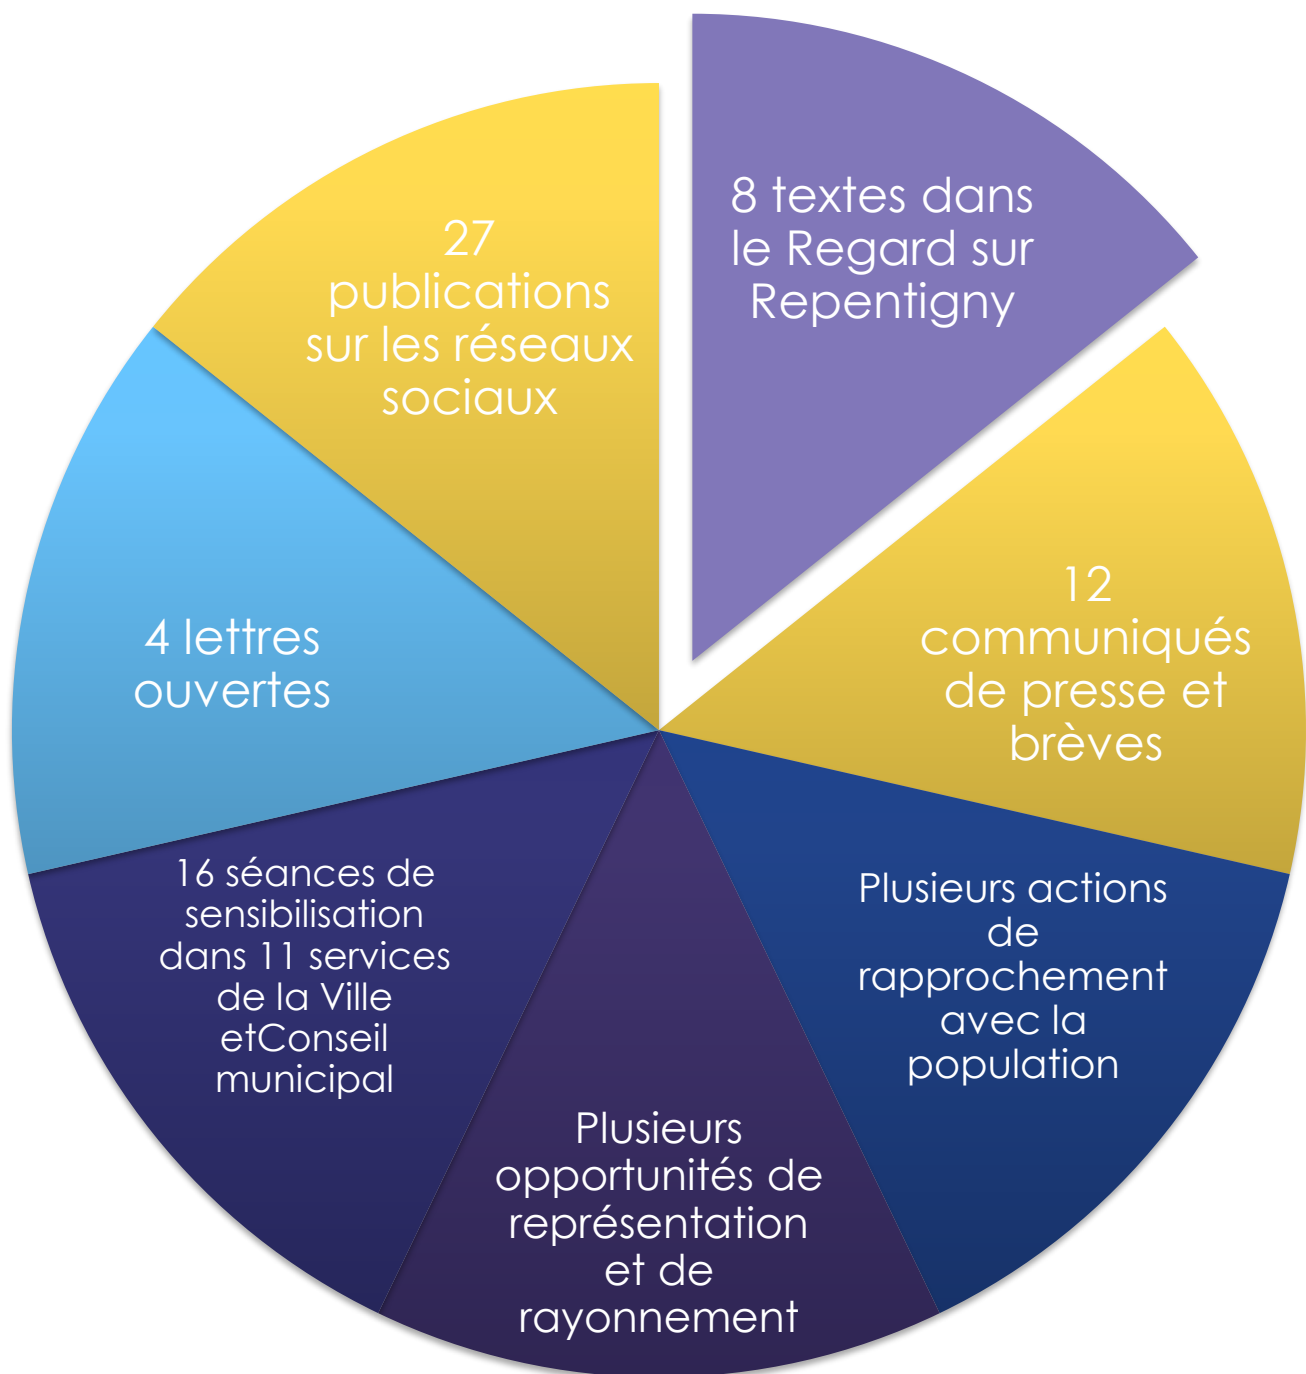 8 textes dans
le Regard sur
Repentigny
12
communiqués
de presse et
brèves
Plusieurs actions
de
rapprochement
avec la
population
Plusieurs
opportunités de
représentation
et de
rayonnement
16 séances de
sensibilisation
dans 11 services
de la Ville
etConseil
municipal
4 lettres
ouvertes
27
publications
sur les réseaux
sociaux